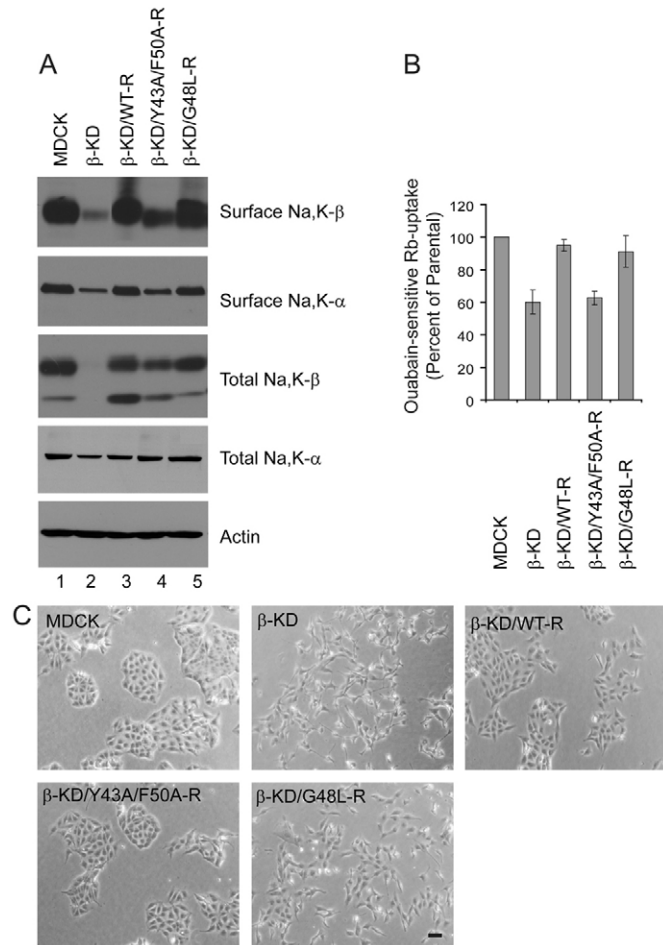 A
MDCK
β-KD
β-KD/WT-R
β-KD/Y43A/F50A-R
β-KD/G48L-R
Surface Na,K-β
Surface Na,K-α
Total Na,K-β
Total Na,K-α
Actin
1 2 3 4 5
B
Ouabain-sensitive Rb-uptake
(Percent of Parental)
120
100
80
60
40
20
0
MDCK
β-KD
β-KD/WT-R
β-KD/Y43A/F50A-R
β-KD/G48L-R
C
MDCK
β-KD
β-KD/WT-R
β-KD/Y43A/F50A-R
β-KD/G48L-R